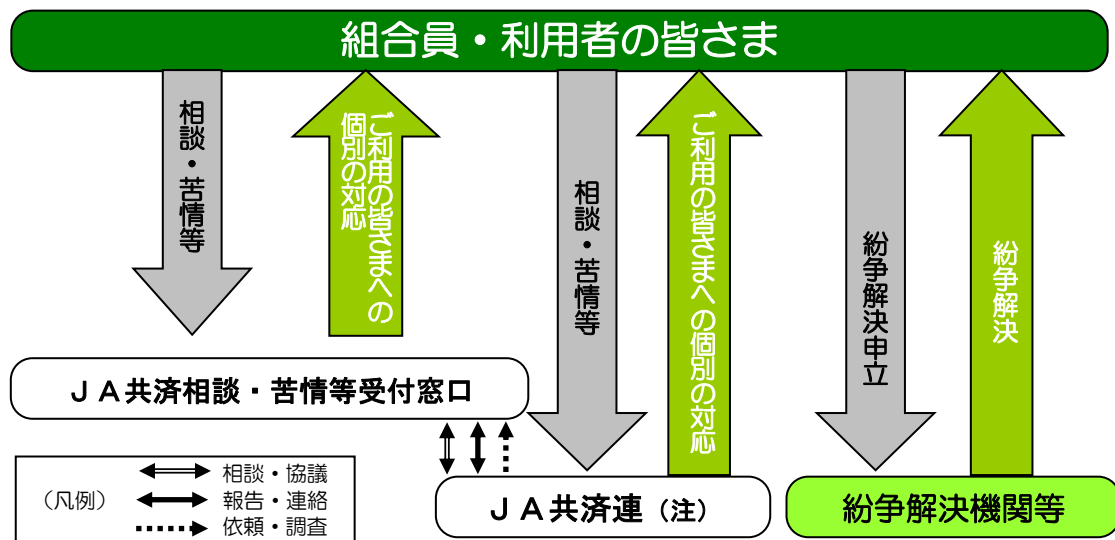 組合員・利用者の皆さま
相談・苦情等
ご利用の皆さまへの
個別の対応
相談・苦情等
ご利用の皆さまへの個別の対応
紛争解決申立
紛争解決
ＪＡ共済相談・苦情等受付窓口
（凡例）
相談・協議
報告・連絡
依頼・調査
ＪＡ共済連（注）
紛争解決機関等